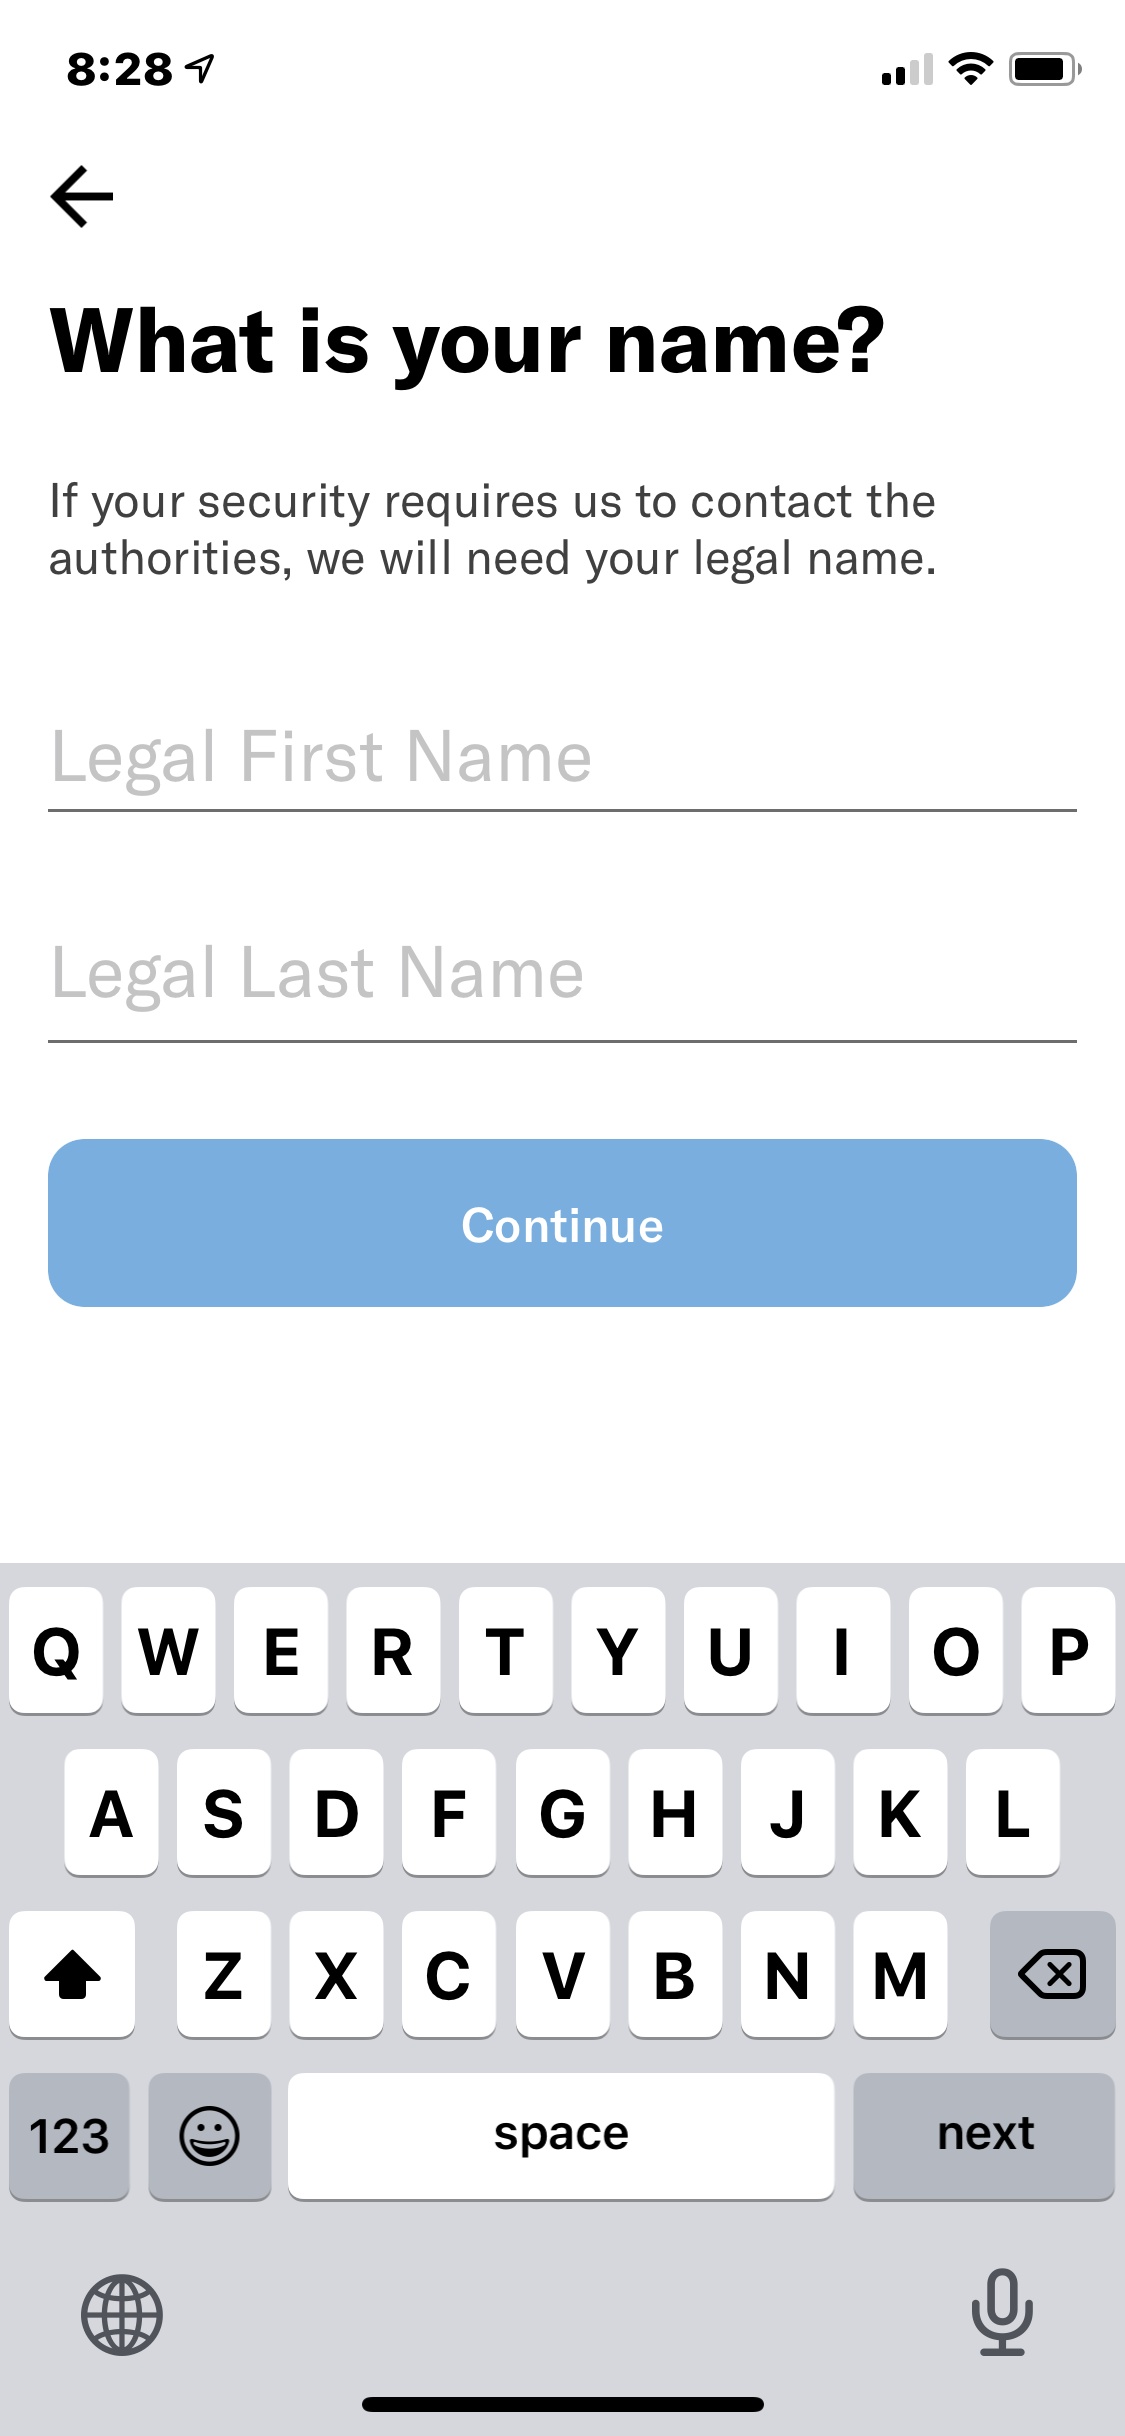 8:28
What is your name?
If your security requires us to contact the
authorities, we will need your legal name.
Legal First Name
Legal Last Name
Continue
Q W E R T Y U I O P
A S D F G H J K L
Z X C V B N M
123 space next